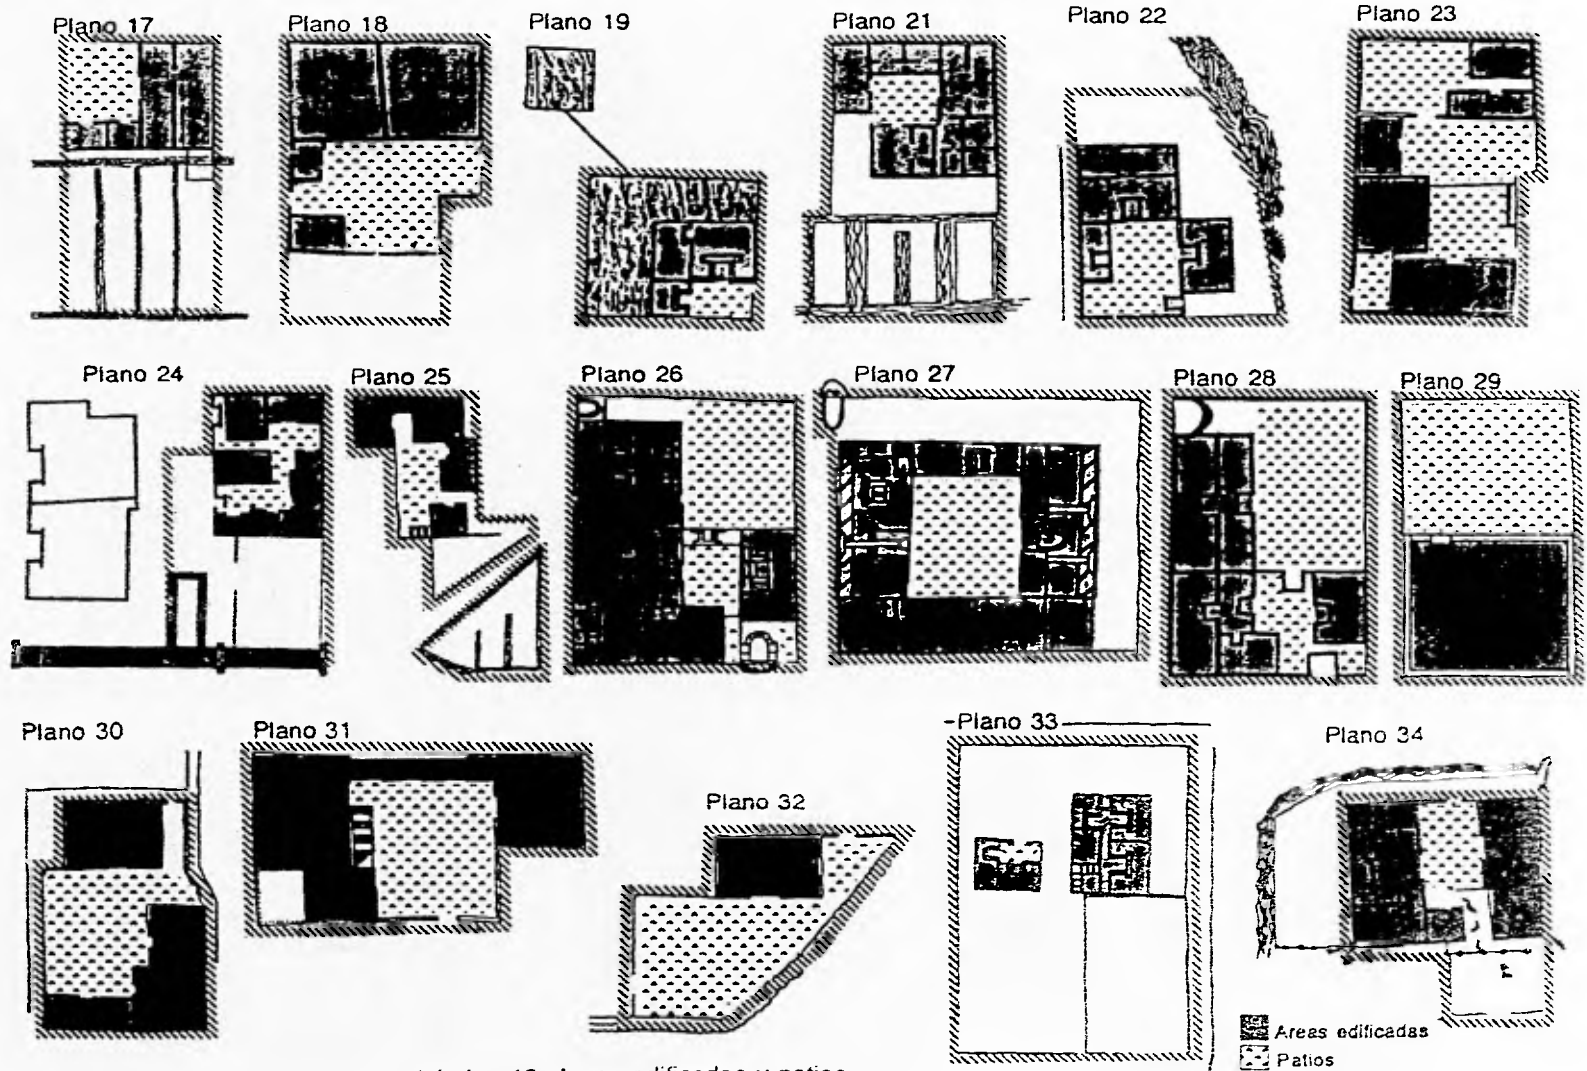 Plano 17
Plano 18
Plano 19
Plano 21
Plano 22
Plano 23
Plano 24
Plano 25
Plano 26
Plano 27
Plano 28
Plano 29
Plano 30
Plano 31
Plano 32
Plano 33
Plano 34
Areas edificadas
Patios
y patios